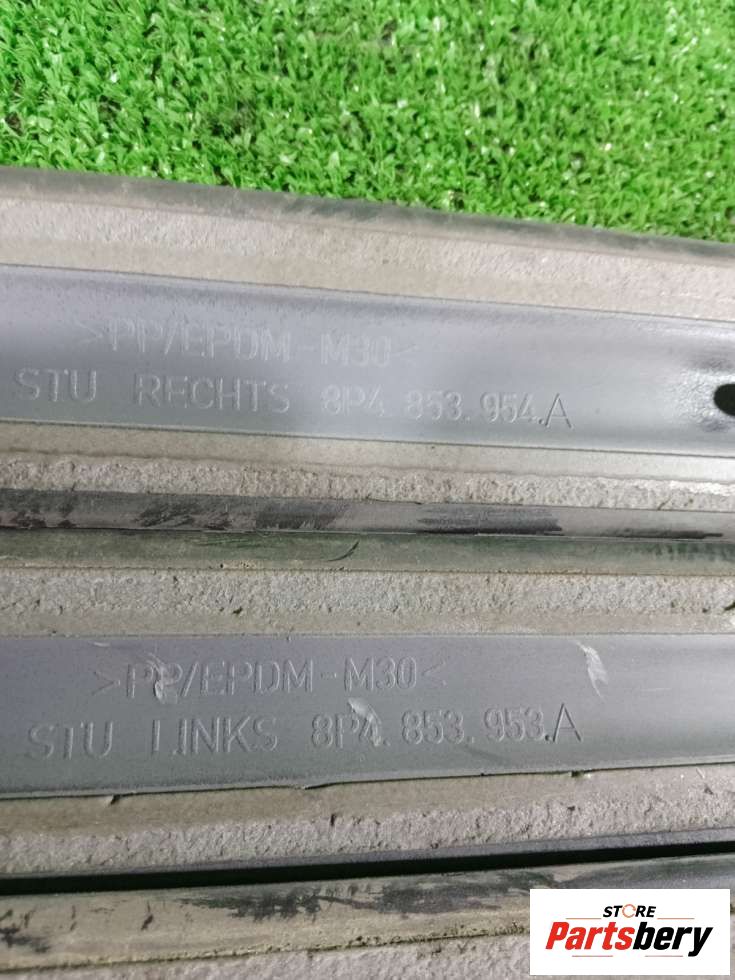 >PP/EPDM-M30<
STU RECHTS 8P4.853.954.A
>PP/EPDM-M30<
STU LINKS 8P4.853.953.A
STORE
Partsbery